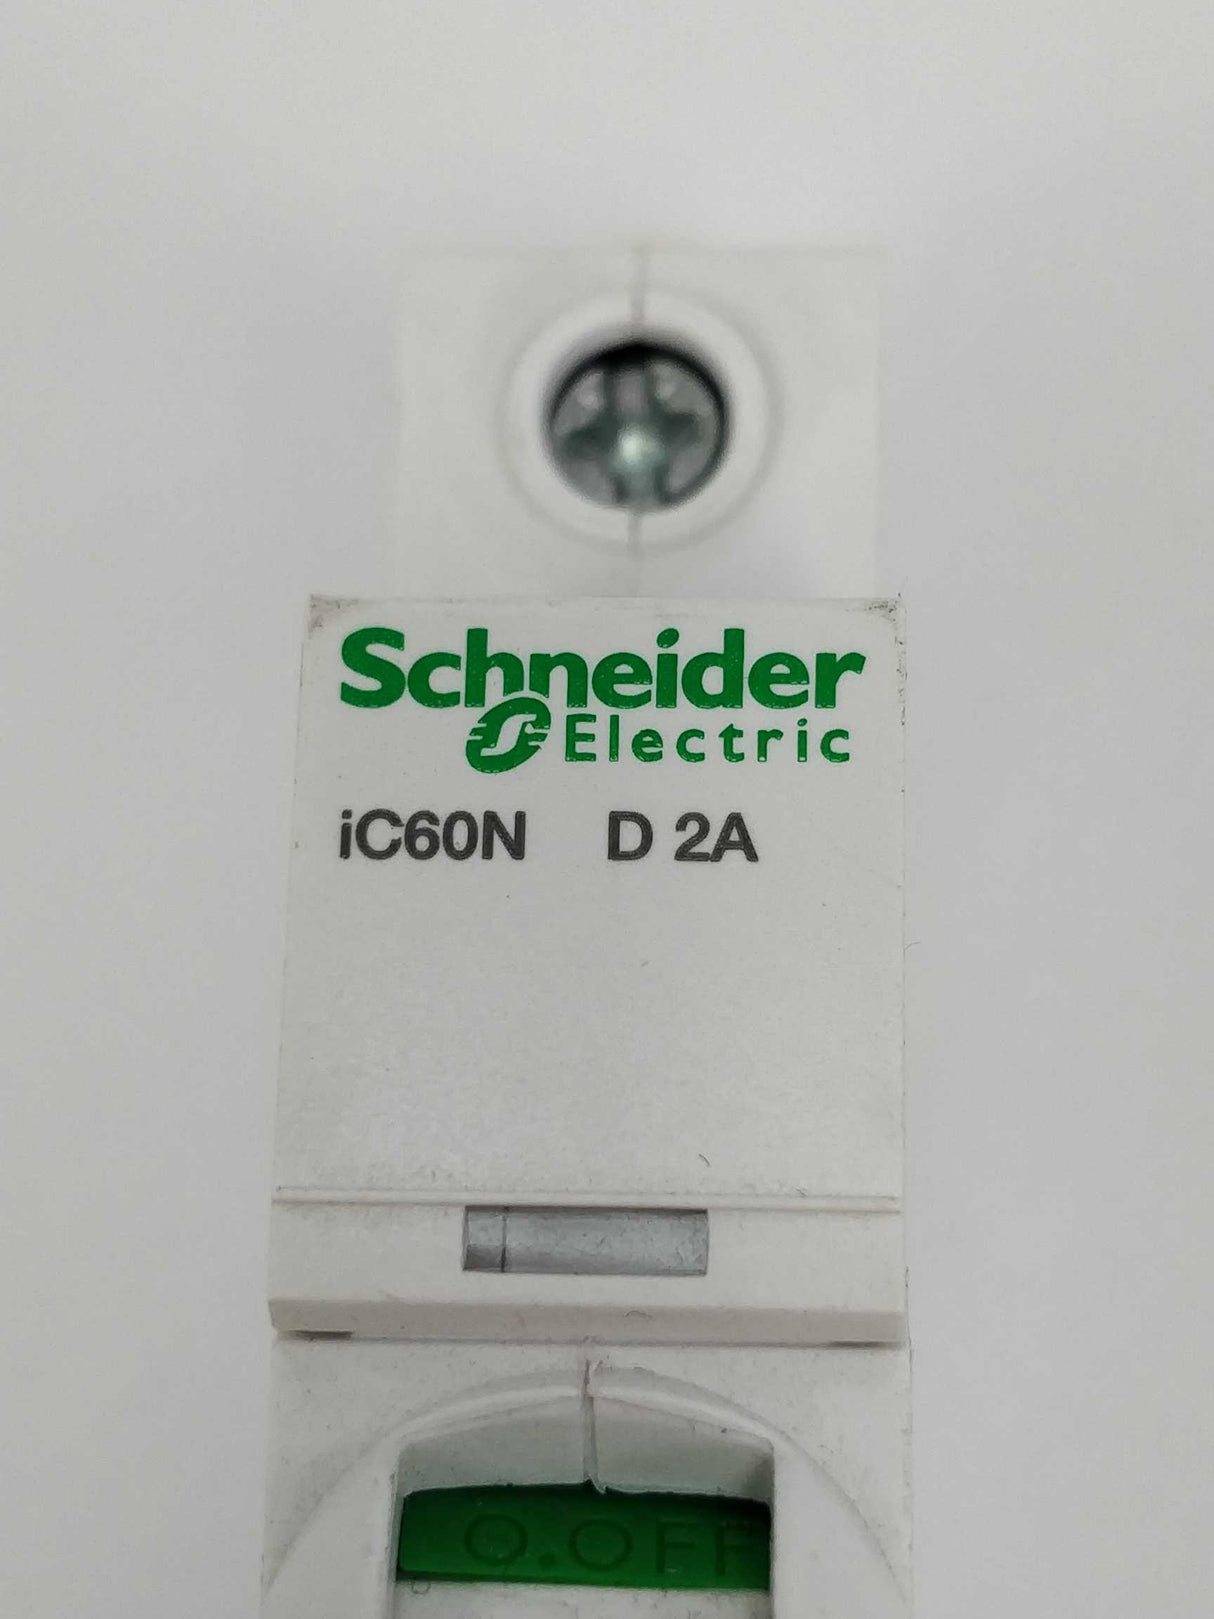 Schneider
Electric
iC60N D 2A
O.OFF